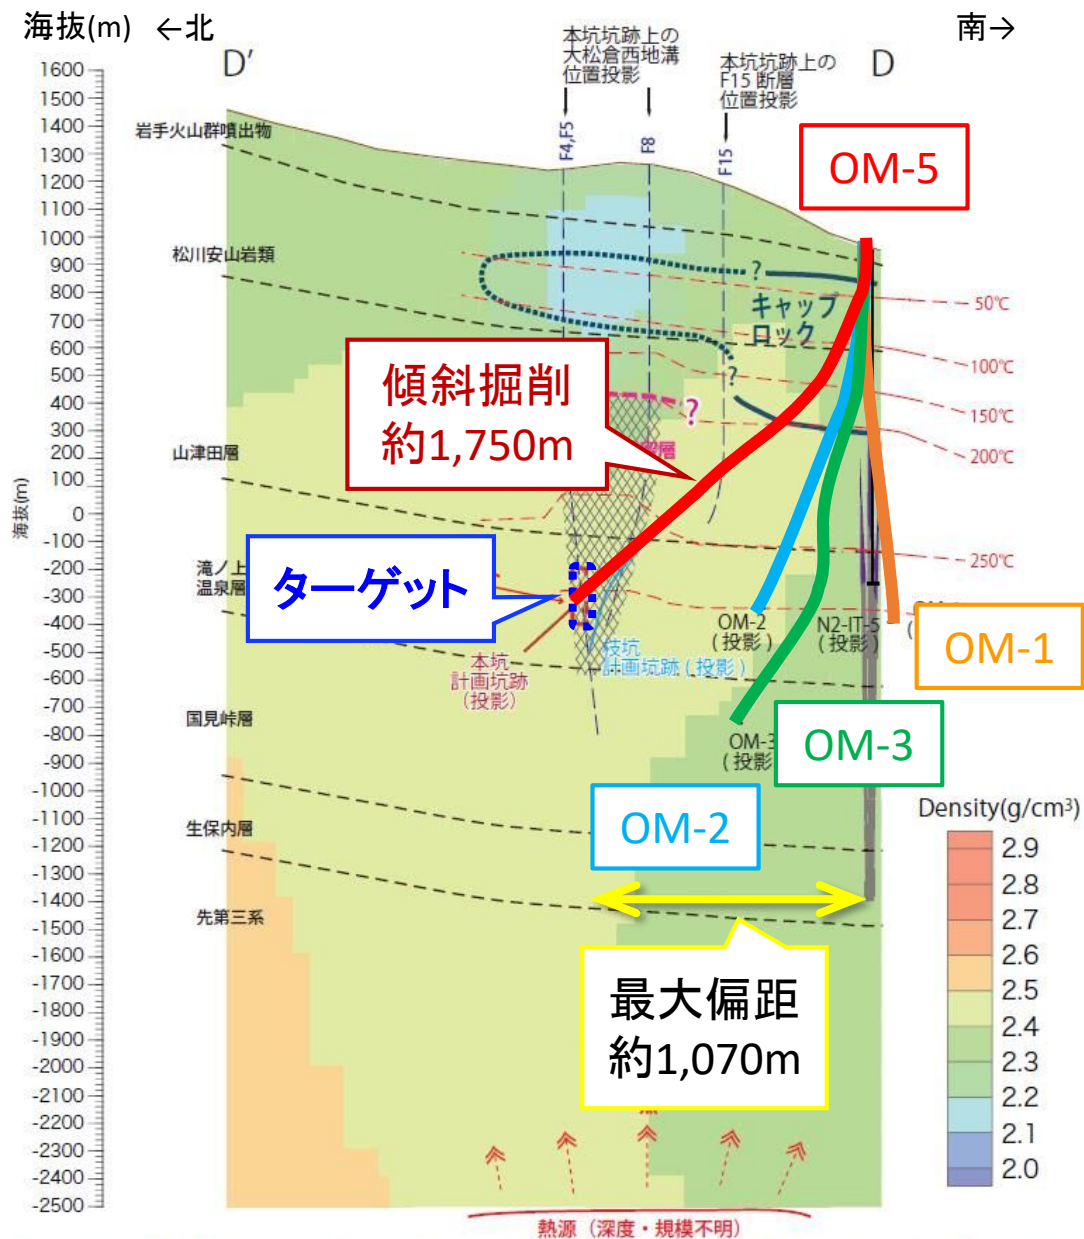 海抜(m) ←北
南→
D'
D
本坑坑跡上の
大松倉西地溝
位置投影
本坑坑跡上の
F15 断層
位置投影
F4,F5
F8
F15
OM-5
1600
1500
1400
1300
1200
1100
1000
900
800
700
600
500
400
300
200
100
0
-100
-200
-300
-400
-500
-600
-700
-800
-900
-1000
-1100
-1200
-1300
-1400
-1500
-1600
-1700
-1800
-1900
-2000
-2100
-2200
-2300
-2400
-2500
海抜(m)
岩手火山群噴出物
松川安山岩類
山津田層
滝ノ上
温泉層
国見峠層
生保内層
先第三系
?
キャップ
ロック
?
?
50℃
100℃
150℃
200℃
250℃
傾斜掘削
約1,750m
ターゲット
本坑
計画坑跡
(投影)
枝坑
計画坑跡(投影)
OM-2
(投影)
N2-IT-5
(投影)
OM-1
OM-3
(投影
OM-3
OM-2
最大偏距
約1,070m
Density(g/cm³)
2.9
2.8
2.7
2.6
2.5
2.4
2.3
2.2
2.1
2.0
熱源（深度・規模不明）